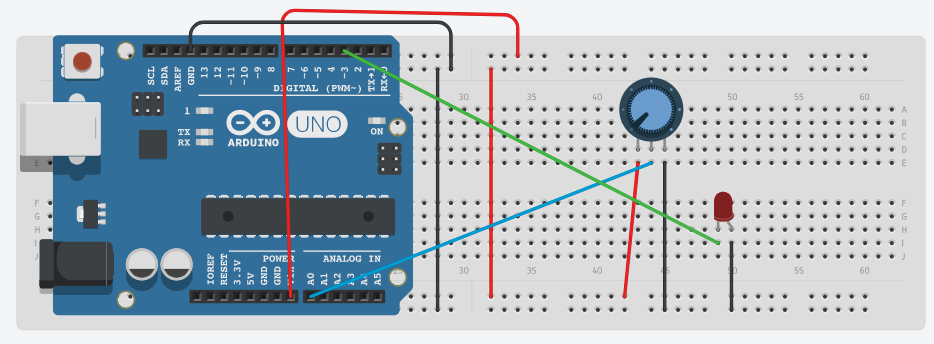 SCL
SDA
AREF
GND
13
12
~11
~10
~9
8
7
~6
~5
4
~3
2
TX→1
RX←0
DIGITAL (PWM~)
1
TX
RX
UNO
ARDUINO
ON
IOREF
RESET
3.3V
5V
GND
GND
POWER
ANALOG IN
A0
A1
A2
A3
A4
A5
30 35 40 45 50 55 60
A
B
C
D
E
E
F
G
H
I
J
F
G
H
I
J
A
B
C
D
E
30 35 40 45 50 55 60